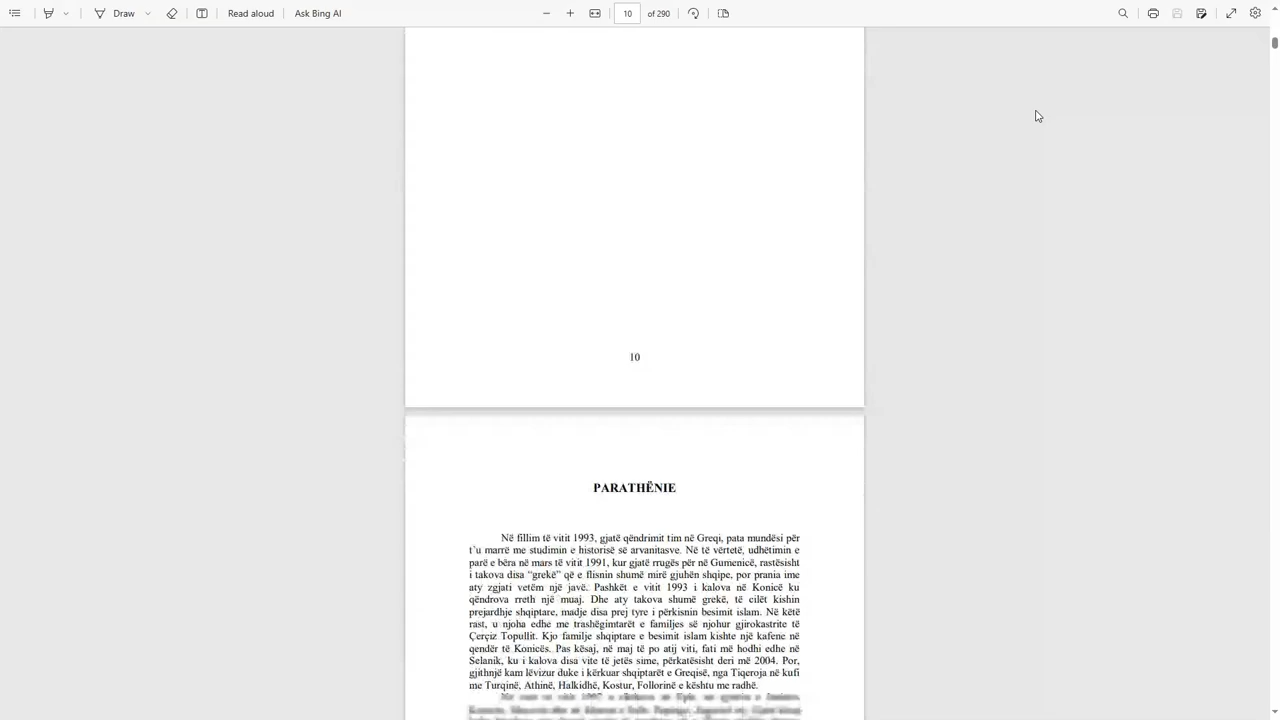 Draw
Read aloud
Ask Bing AI
10
of 290
10
PARATHËNIE
Në fillim të vitit 1993, gjatë qëndrimit tim në Greqi, pata mundësi për
t'u marrë me studimin e historisë së arvanitasve. Në të vërtetë, udhëtimin e
parë e bëra në mars të vitit 1991, kur gjatë rrugës për në Gumenicë, rastësisht
i takova disa “grekë” që e flisnin shumë mirë gjuhën shqipe, por prania ime
aty zgjati vetëm një javë. Pashkët e vitit 1993 i kalova në Konicë ku
qëndrova rreth një muaj. Dhe aty takova shumë grekë, të cilët kishin
prejardhje shqiptare, madje disa prej tyre i përkisnin besimit islam. Në këtë
rast, u njoha edhe me trashëgimtarët e familjes së njohur gjirokastrite të
Çerçiz Topullit. Kjo familje shqiptare e besimit islam kishte një kafene në
qendër të Konicës. Pas kësaj, në maj të po atij viti, fati më hodhi edhe në
Selanik, ku i kalova disa vite të jetës sime, përkatësisht deri më 2004. Por,
gjithnjë kam lëvizur duke i kërkuar shqiptarët e Greqisë, nga Tiqeroja në kufi
me Turqinë, Athinë, Halkidhë, Kostur, Follorinë e kështu me radhë.